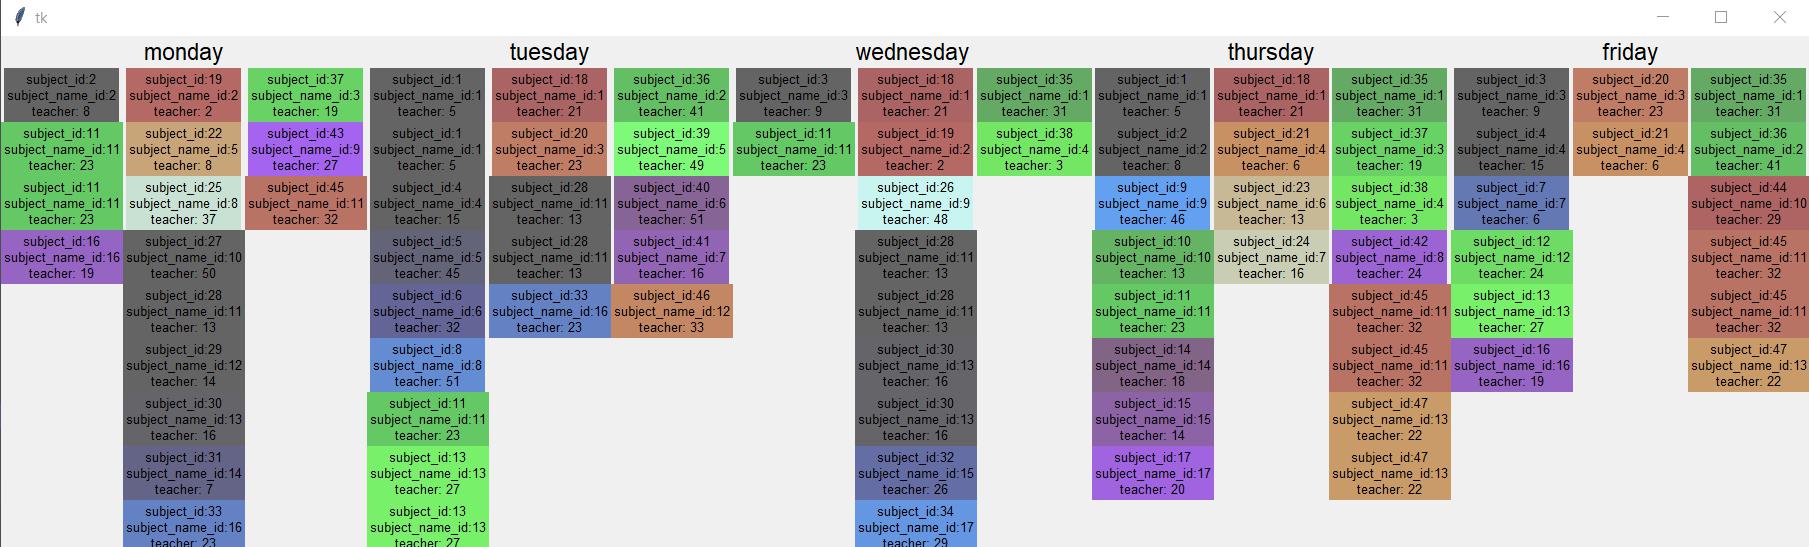 tk
monday
subject_id:2
subject_name_id:2
teacher: 8
subject_id:11
subject_name_id:11
teacher: 23
subject_id:11
subject_name_id:11
teacher: 23
subject_id:16
subject_name_id:16
teacher: 19
subject_id:19
subject_name_id:2
teacher: 2
subject_id:22
subject_name_id:5
teacher: 8
subject_id:25
subject_name_id:8
teacher: 37
subject_id:27
subject_name_id:10
teacher: 50
subject_id:28
subject_name_id:11
teacher: 13
subject_id:29
subject_name_id:12
teacher: 14
subject_id:30
subject_name_id:13
teacher: 16
subject_id:31
subject_name_id:14
teacher: 7
subject_id:33
subject_name_id:16
teacher: 23
subject_id:37
subject_name_id:3
teacher: 19
subject_id:43
subject_name_id:9
teacher: 27
subject_id:45
subject_name_id:11
teacher: 32
tuesday
subject_id:1
subject_name_id:1
teacher: 5
subject_id:1
subject_name_id:1
teacher: 5
subject_id:4
subject_name_id:4
teacher: 15
subject_id:5
subject_name_id:5
teacher: 45
subject_id:6
subject_name_id:6
teacher: 32
subject_id:8
subject_name_id:8
teacher: 51
subject_id:11
subject_name_id:11
teacher: 23
subject_id:13
subject_name_id:13
teacher: 27
subject_id:13
subject_name_id:13
teacher: 27
subject_id:18
subject_name_id:1
teacher: 21
subject_id:20
subject_name_id:3
teacher: 23
subject_id:28
subject_name_id:11
teacher: 13
subject_id:28
subject_name_id:11
teacher: 13
subject_id:33
subject_name_id:16
teacher: 23
subject_id:36
subject_name_id:2
teacher: 41
subject_id:39
subject_name_id:5
teacher: 49
subject_id:40
subject_name_id:6
teacher: 51
subject_id:41
subject_name_id:7
teacher: 16
subject_id:46
subject_name_id:12
teacher: 33
wednesday
subject_id:3
subject_name_id:3
teacher: 9
subject_id:11
subject_name_id:11
teacher: 23
subject_id:18
subject_name_id:1
teacher: 21
subject_id:19
subject_name_id:2
teacher: 2
subject_id:26
subject_name_id:9
teacher: 48
subject_id:28
subject_name_id:11
teacher: 13
subject_id:28
subject_name_id:11
teacher: 13
subject_id:30
subject_name_id:13
teacher: 16
subject_id:30
subject_name_id:13
teacher: 16
subject_id:32
subject_name_id:15
teacher: 26
subject_id:34
subject_name_id:17
teacher: 29
subject_id:35
subject_name_id:1
teacher: 31
subject_id:38
subject_name_id:4
teacher: 3
thursday
subject_id:1
subject_name_id:1
teacher: 5
subject_id:2
subject_name_id:2
teacher: 8
subject_id:9
subject_name_id:9
teacher: 46
subject_id:10
subject_name_id:10
teacher: 13
subject_id:11
subject_name_id:11
teacher: 23
subject_id:14
subject_name_id:14
teacher: 18
subject_id:15
subject_name_id:15
teacher: 14
subject_id:17
subject_name_id:17
teacher: 20
subject_id:18
subject_name_id:1
teacher: 21
subject_id:21
subject_name_id:4
teacher: 6
subject_id:23
subject_name_id:6
teacher: 13
subject_id:24
subject_name_id:7
teacher: 16
subject_id:35
subject_name_id:1
teacher: 31
subject_id:37
subject_name_id:3
teacher: 19
subject_id:38
subject_name_id:4
teacher: 3
subject_id:42
subject_name_id:8
teacher: 24
subject_id:45
subject_name_id:11
teacher: 32
subject_id:45
subject_name_id:11
teacher: 32
subject_id:47
subject_name_id:13
teacher: 22
subject_id:47
subject_name_id:13
teacher: 22
friday
subject_id:3
subject_name_id:3
teacher: 9
subject_id:4
subject_name_id:4
teacher: 15
subject_id:7
subject_name_id:7
teacher: 6
subject_id:12
subject_name_id:12
teacher: 24
subject_id:13
subject_name_id:13
teacher: 27
subject_id:16
subject_name_id:16
teacher: 19
subject_id:20
subject_name_id:3
teacher: 23
subject_id:21
subject_name_id:4
teacher: 6
subject_id:35
subject_name_id:1
teacher: 31
subject_id:36
subject_name_id:2
teacher: 41
subject_id:44
subject_name_id:10
teacher: 29
subject_id:45
subject_name_id:11
teacher: 32
subject_id:45
subject_name_id:11
teacher: 32
subject_id:47
subject_name_id:13
teacher: 22